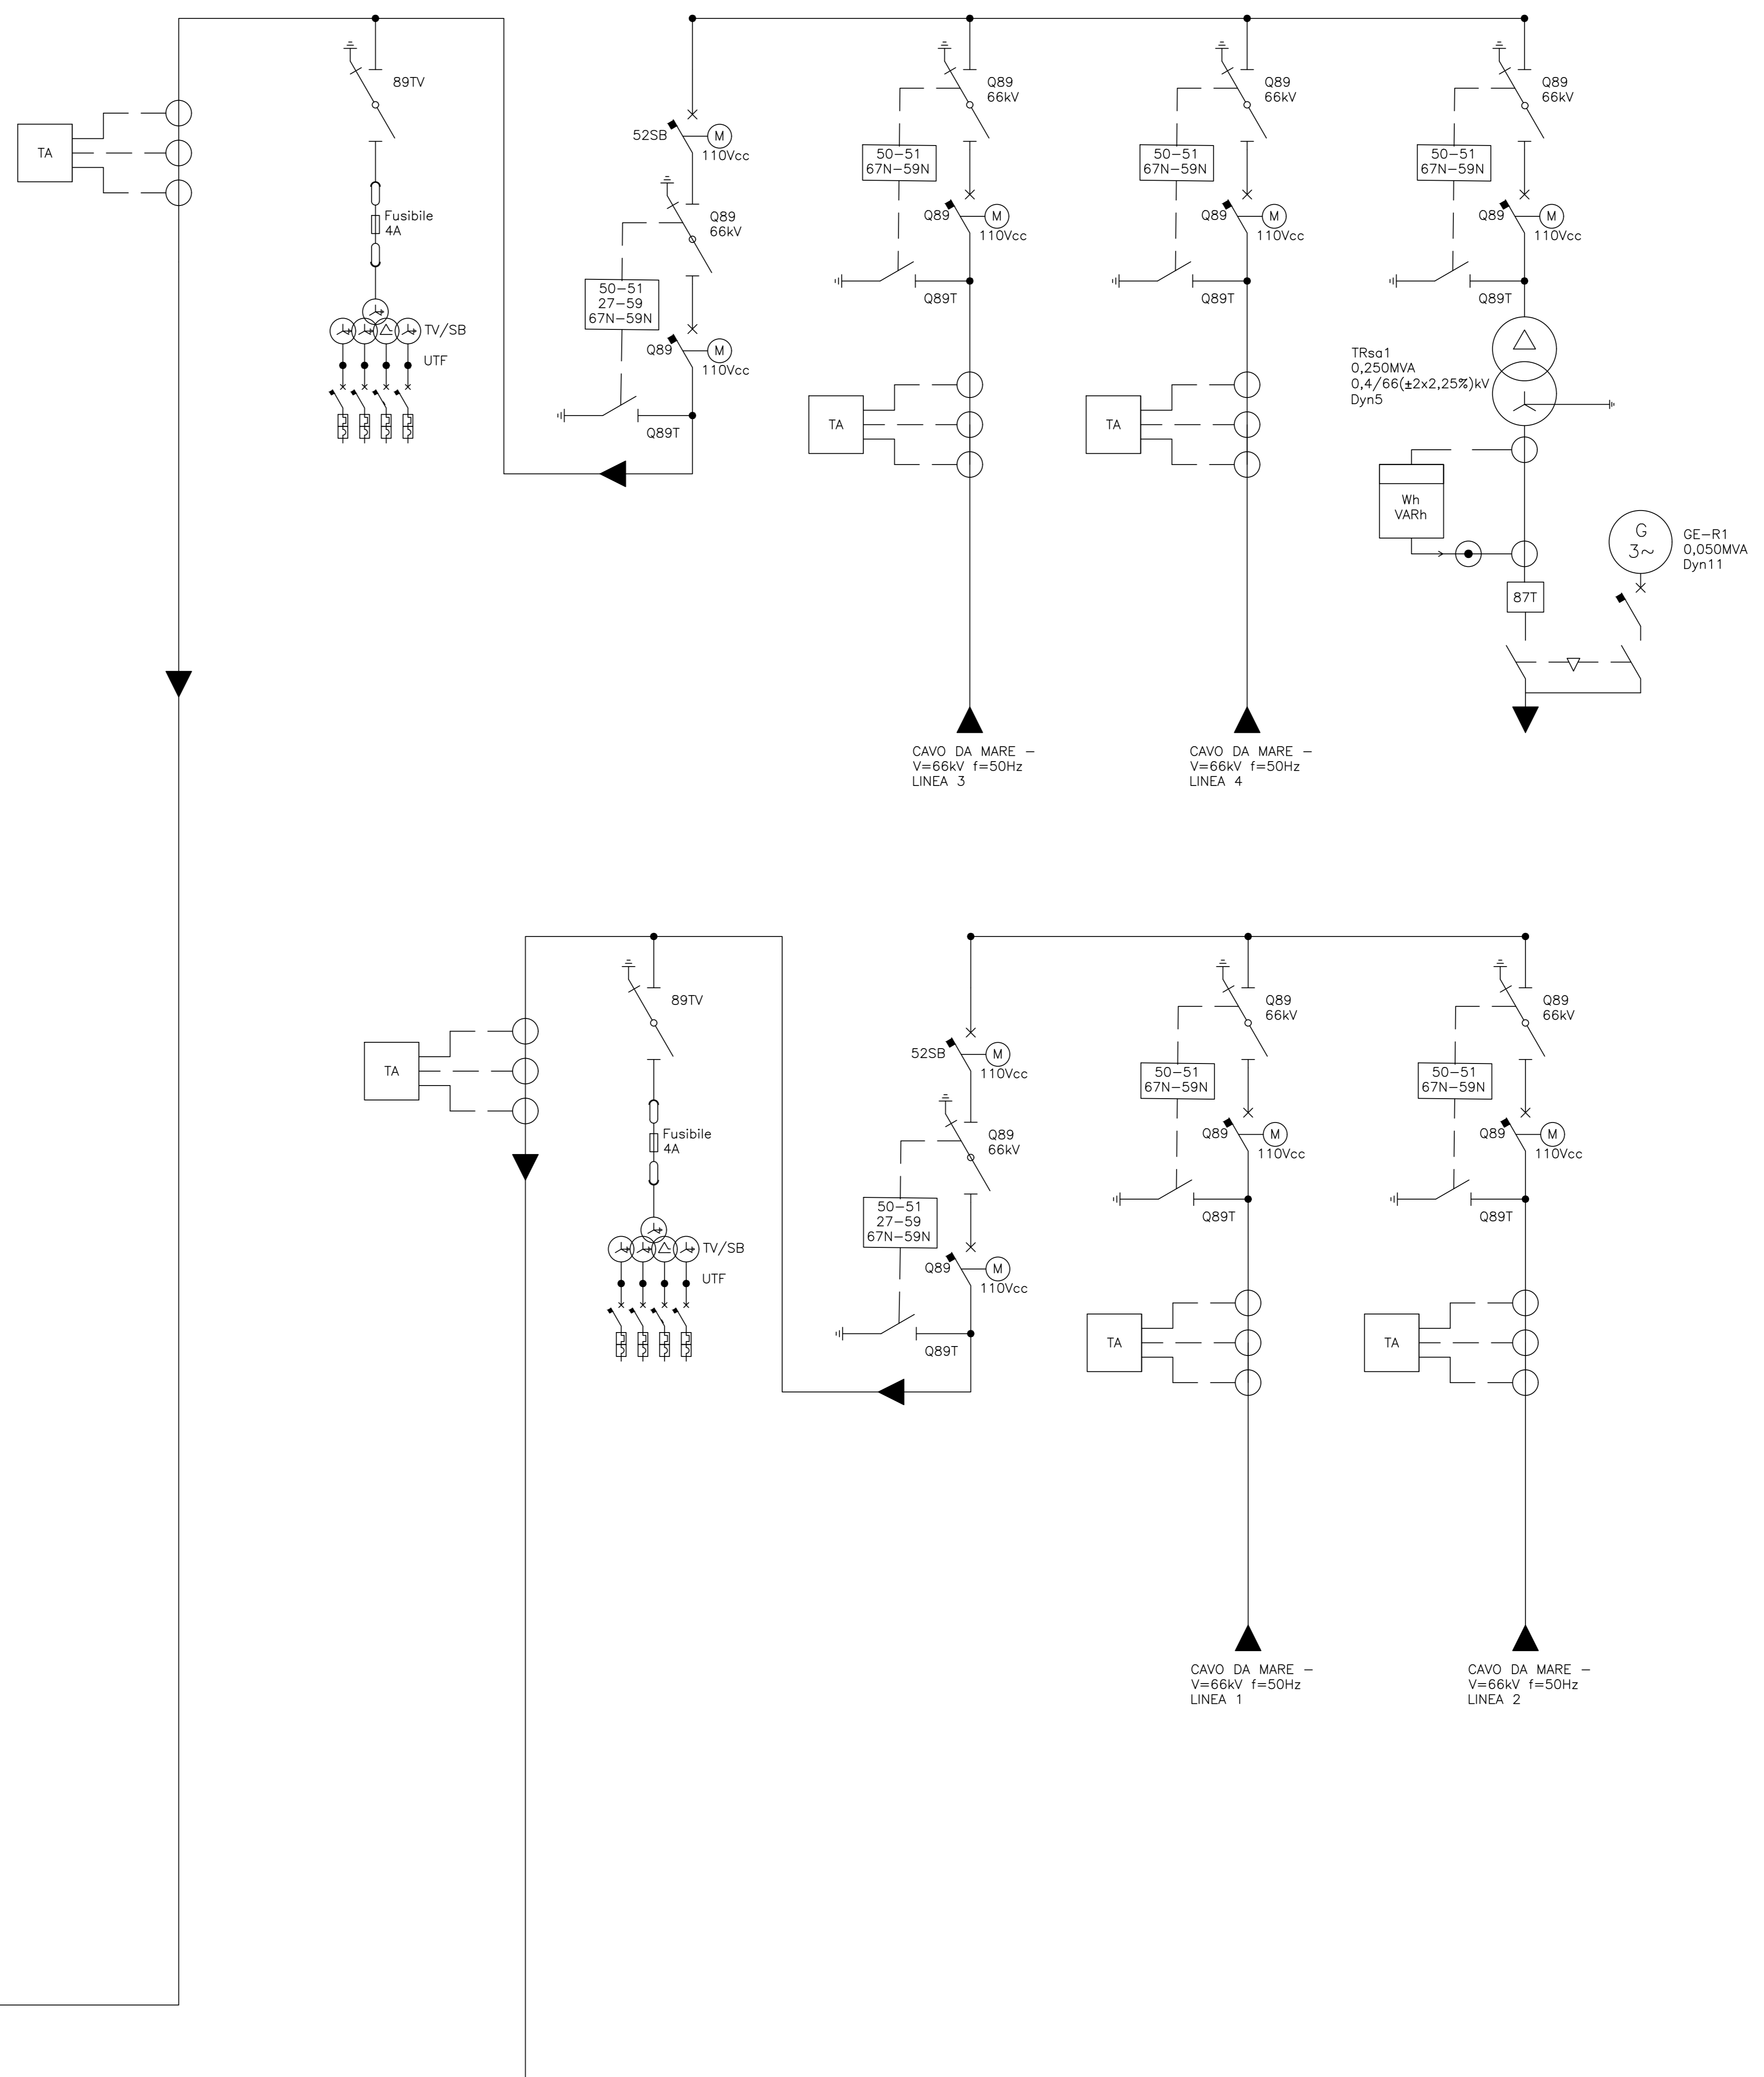 89TV
TA
Fusibile
4A
TV/SB
UTF
52SB
M
110Vcc
Q89
66kV
50-51
27-59
67N-59N
Q89
M
110Vcc
Q89T
Q89
66kV
50-51
67N-59N
Q89
M
110Vcc
Q89T
TA
CAVO DA MARE -
V=66kV f=50Hz
LINEA 3
Q89
66kV
50-51
67N-59N
Q89
M
110Vcc
Q89T
TA
CAVO DA MARE -
V=66kV f=50Hz
LINEA 4
Q89
66kV
50-51
67N-59N
Q89
M
110Vcc
Q89T
TRsa1
0,250MVA
0,4/66(±2x2,25%)kV
Dyn5
Wh
VARh
G
3~
GE-R1
0,050MVA
Dyn11
87T
89TV
TA
Fusibile
4A
TV/SB
UTF
52SB
M
110Vcc
Q89
66kV
50-51
27-59
67N-59N
Q89
M
110Vcc
Q89T
Q89
66kV
50-51
67N-59N
Q89
M
110Vcc
Q89T
TA
CAVO DA MARE -
V=66kV f=50Hz
LINEA 1
Q89
66kV
50-51
67N-59N
Q89
M
110Vcc
Q89T
TA
CAVO DA MARE -
V=66kV f=50Hz
LINEA 2